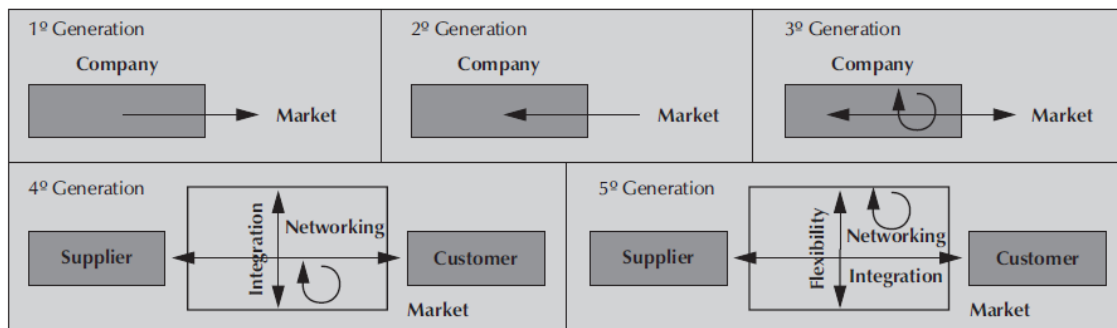 1º Generation
Company
Market
2º Generation
Company
Market
3º Generation
Company
Market
4º Generation
Supplier
Integration
Networking
Customer
Market
5º Generation
Supplier
Flexibility
Networking
Integration
Customer
Market